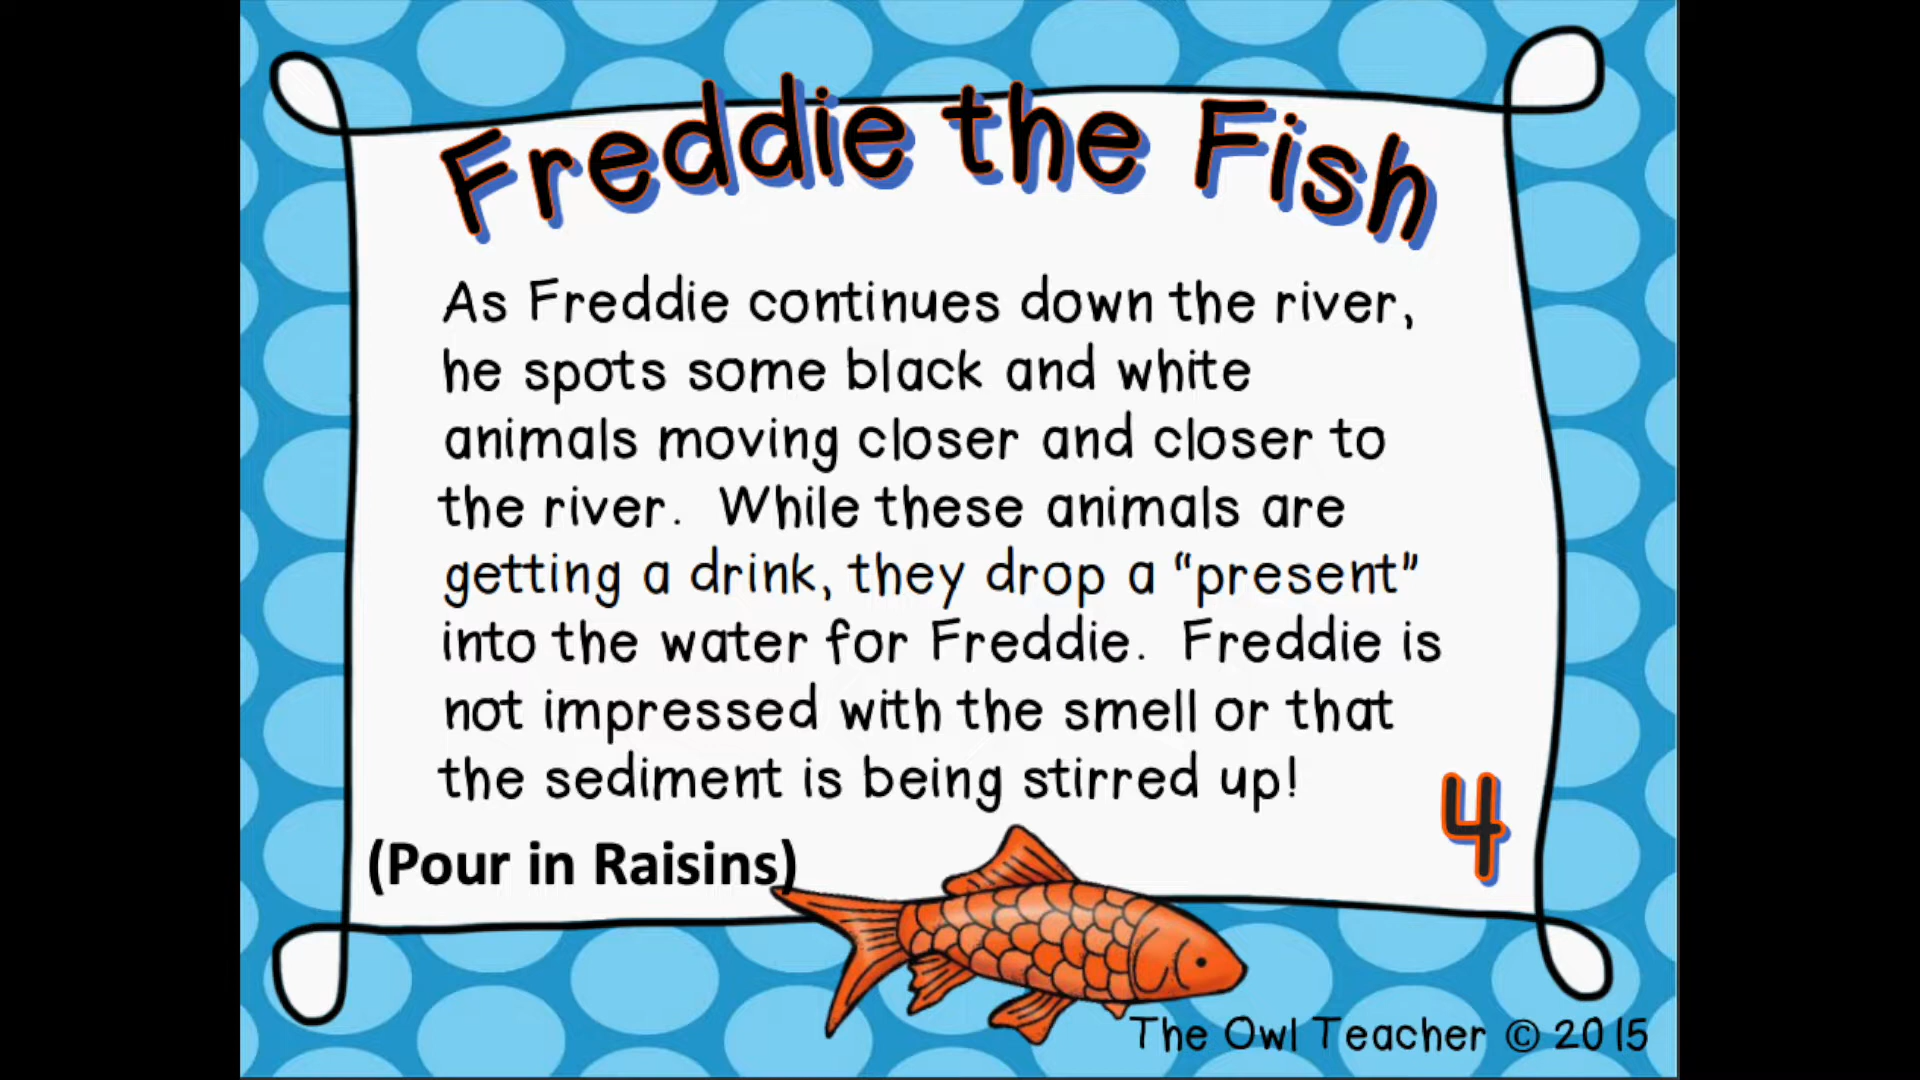 Freddie the Fish
As Freddie continues down the river,
he spots some black and white
animals moving closer and closer to
the river. While these animals are
getting a drink, they drop a “present”
into the water for Freddie. Freddie is
not impressed with the smell or that
the sediment is being stirred up!
4
(Pour in Raisins)
The Owl Teacher © 2015